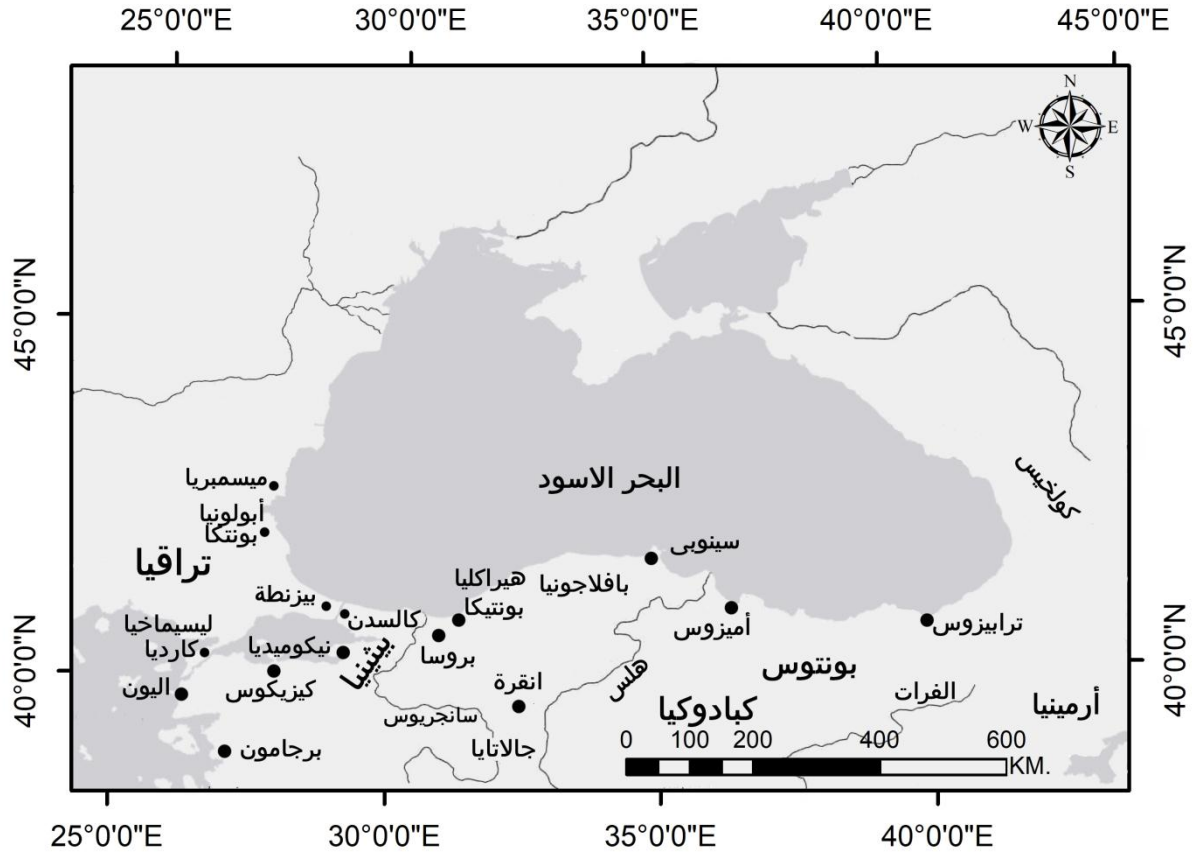 25°0'0"E
30°0'0"E
35°0'0"E
40°0'0"E
45°0'0"E
N
W
E
S
45°0'0"N
45°0'0"N
البحر الاسود
كولخيس
ميسمبريا
أبولونيا
بونتكا
تراقيا
سينوبى
بافلاجونيا
هيراكليا
بونتيكا
بيزنطة
كالسدن
أميزوس
ترابيزوس
ليسيماخيا
كارديا
نيكوميديا
بيثينيا
بروسا
هلس
بونتوس
40°0'0"N
40°0'0"N
اليون
كيزيكوس
انقرة
سانجريوس
كبادوكيا
الفرات
أرمينيا
برجامون
جالاتايا
0 100 200 400 600
KM.
25°0'0"E
30°0'0"E
35°0'0"E
40°0'0"E